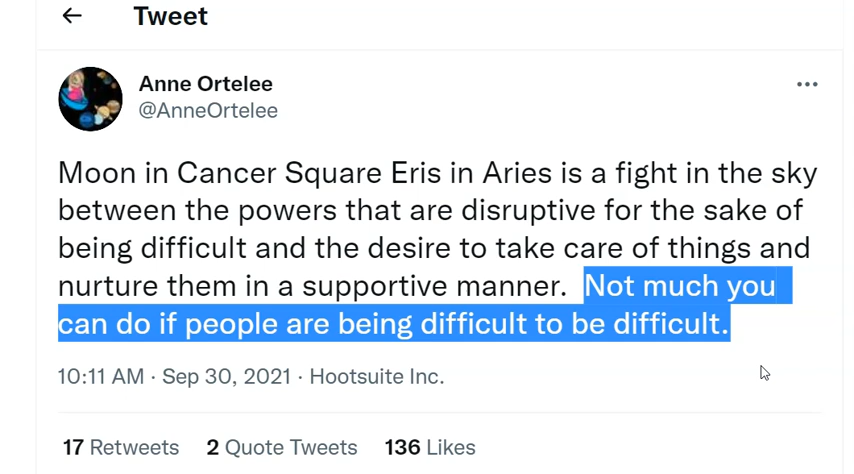 ← Tweet
Anne Ortelee
@AnneOrtelee
Moon in Cancer Square Eris in Aries is a fight in the sky
between the powers that are disruptive for the sake of
being difficult and the desire to take care of things and
nurture them in a supportive manner.  Not much you
can do if people are being difficult to be difficult.
10:11 AM · Sep 30, 2021 · Hootsuite Inc.
17 Retweets 2 Quote Tweets 136 Likes